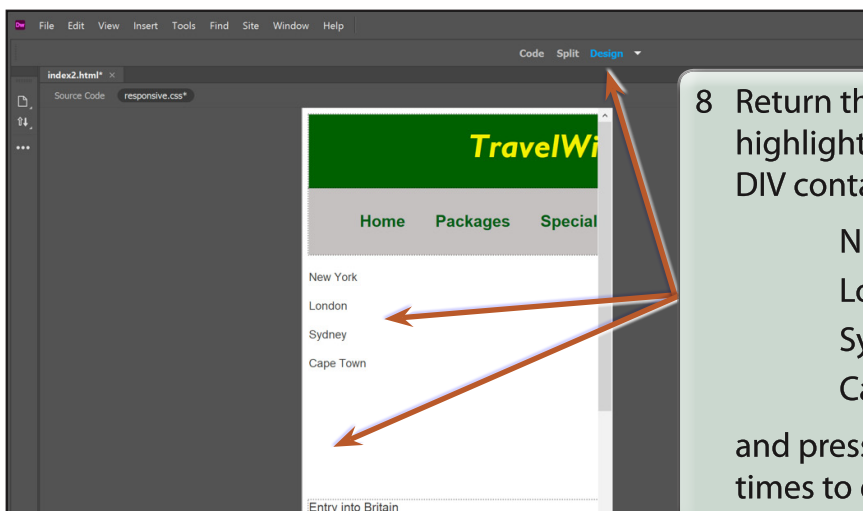 Dw File Edit View Insert Tools Find Site Window Help
Code Split Design
index2.html* ×
Source Code responsive.css*
TravelWi
Home Packages Special
New York
London
Sydney
Cape Town
Entry into Britain
8 Return th
highlight
DIV conta
N
Lo
Sy
Ca
and press
times to